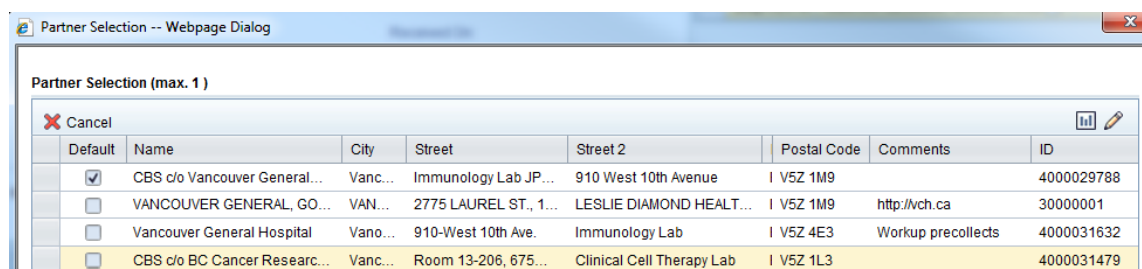 Partner Selection -- Webpage Dialog
Partner Selection (max. 1 )
Cancel
Default Name City Street Street 2 Postal Code Comments ID
CBS c/o Vancouver General... Vanc... Immunology Lab JP... 910 West 10th Avenue V5Z 1M9 4000029788
VANCOUVER GENERAL, GO... VAN... 2775 LAUREL ST., 1... LESLIE DIAMOND HEALT... V5Z 1M9 http://vch.ca 30000001
Vancouver General Hospital Vano... 910-West 10th Ave. Immunology Lab V5Z 4E3 Workup precollects 4000031632
CBS c/o BC Cancer Researc... Vanc... Room 13-206, 675... Clinical Cell Therapy Lab V5Z 1L3 4000031479